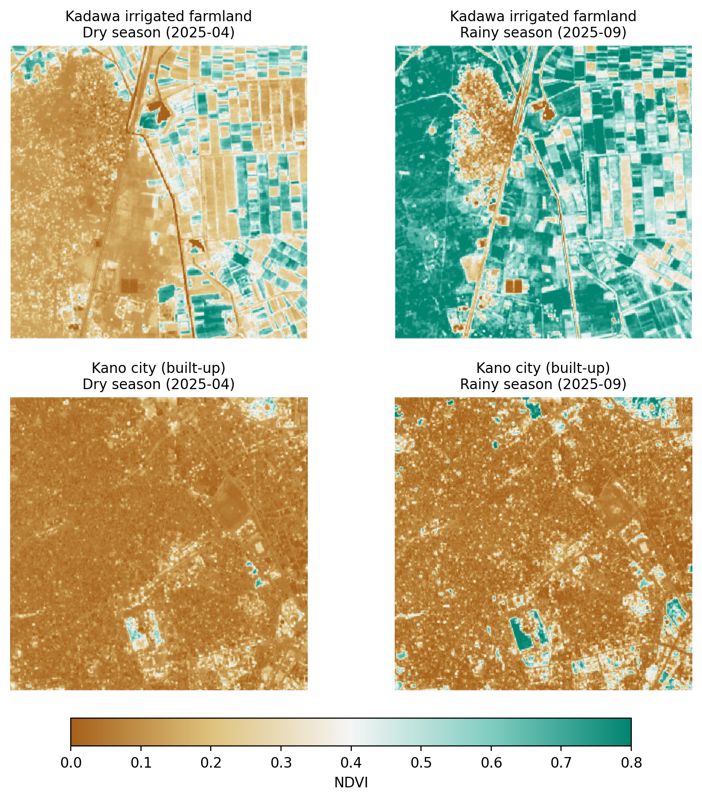 Kadawa irrigated farmland
Dry season (2025-04)
Kadawa irrigated farmland
Rainy season (2025-09)
Kano city (built-up)
Dry season (2025-04)
Kano city (built-up)
Rainy season (2025-09)
0.0 0.1 0.2 0.3 0.4 0.5 0.6 0.7 0.8
NDVI